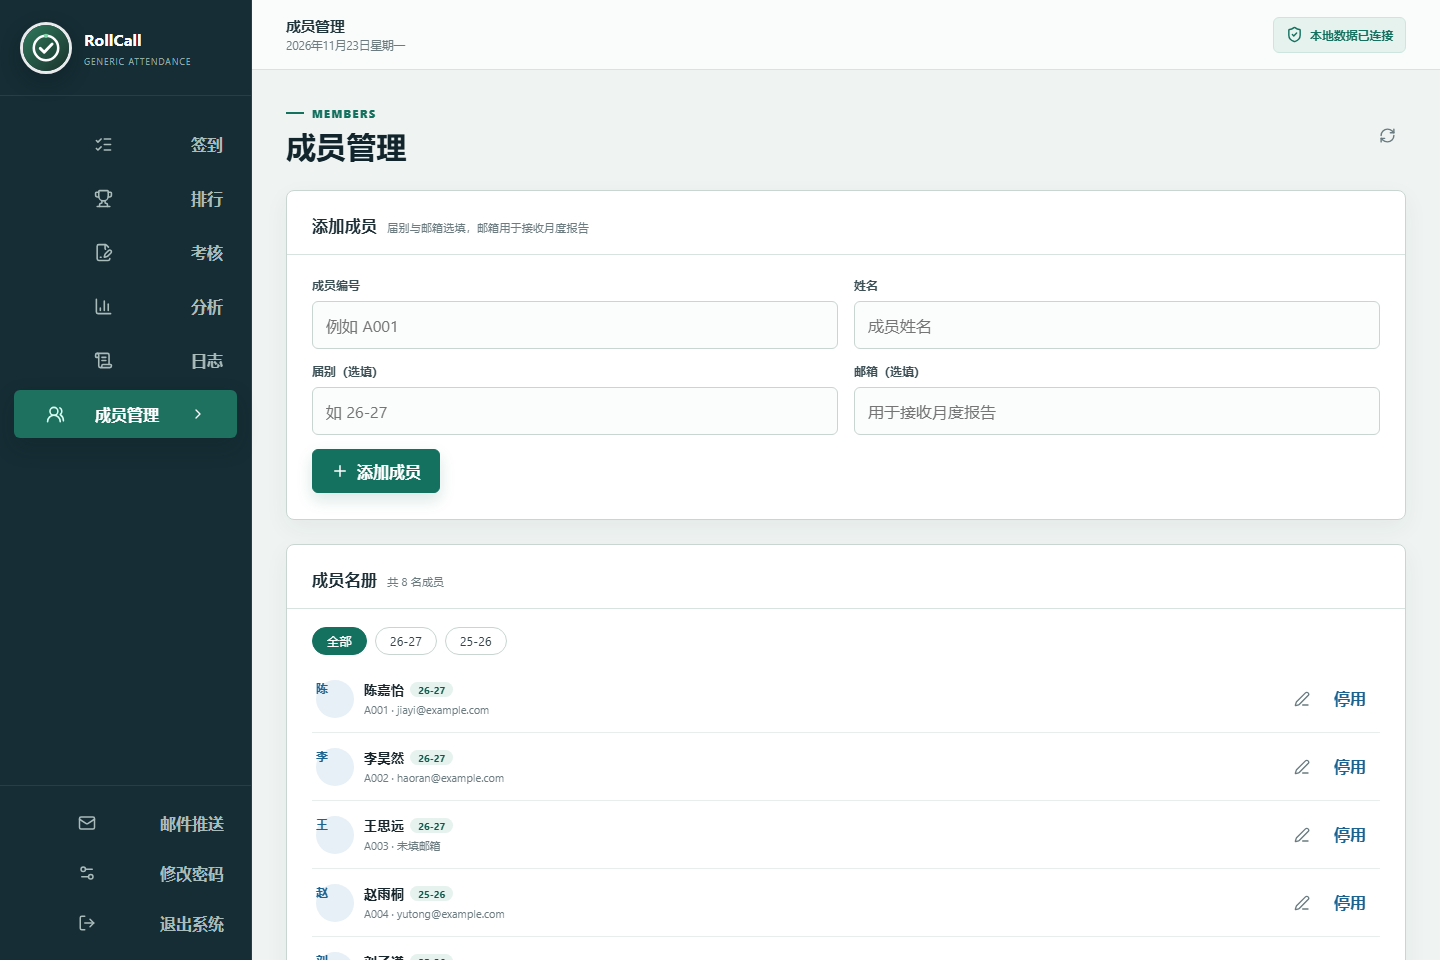 RollCall
GENERIC ATTENDANCE
签到
排行
考核
分析
日志
成员管理
邮件推送
修改密码
退出系统
成员管理
2026年11月23日星期一
本地数据已连接
MEMBERS
成员管理
添加成员 届别与邮箱选填，邮箱用于接收月度报告
成员编号
例如 A001
姓名
成员姓名
届别（选填）
如 26-27
邮箱（选填）
用于接收月度报告
添加成员
成员名册 共 8 名成员
全部 26-27 25-26
陈 陈嘉怡 26-27
A001 · jiayi@example.com
停用
李 李昊然 26-27
A002 · haoran@example.com
停用
王 王思远 26-27
A003 · 未填邮箱
停用
赵 赵雨桐 25-26
A004 · yutong@example.com
停用